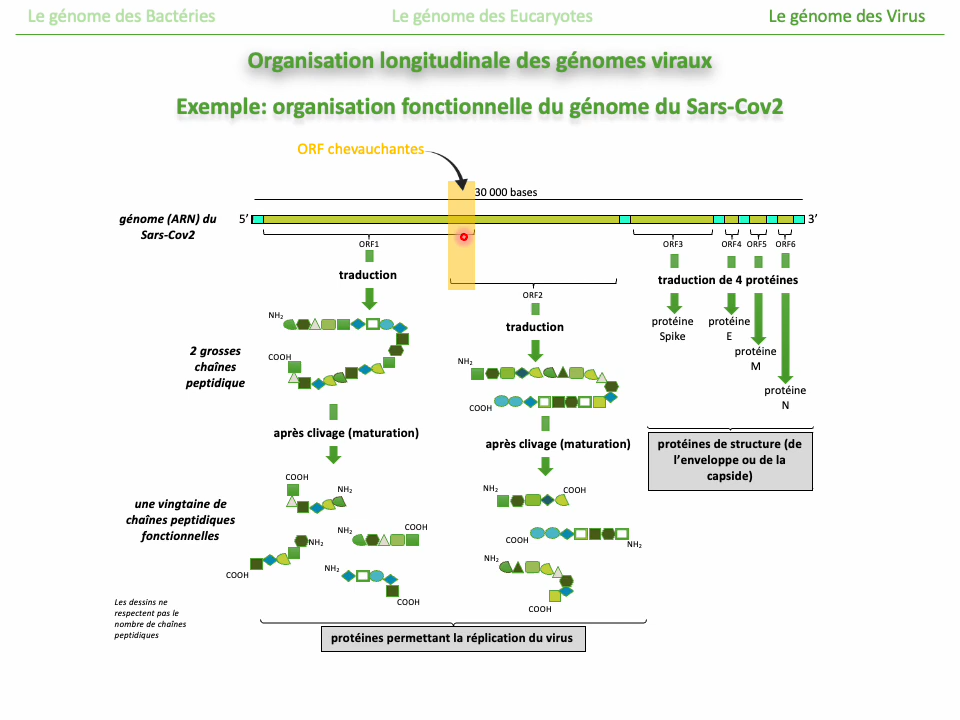 Le génome des Bactéries
Le génome des Eucaryotes
Le génome des Virus
Organisation longitudinale des génomes viraux
Exemple: organisation fonctionnelle du génome du Sars-Cov2
ORF chevauchantes
30 000 bases
génome (ARN) du
Sars-Cov2
5’
3’
ORF1
ORF3
ORF4
ORF5
ORF6
traduction
traduction de 4 protéines
ORF2
NH2
traduction
protéine
Spike
protéine
E
2 grosses
chaînes
peptidique
COOH
NH2
protéine
M
protéine
N
COOH
après clivage (maturation)
après clivage (maturation)
protéines de structure (de
l’enveloppe ou de la
capside)
COOH
NH2
NH2
COOH
une vingtaine de
chaînes peptidiques
fonctionnelles
NH2
COOH
NH2
COOH
NH2
COOH
NH2
NH2
COOH
COOH
Les dessins ne
respectent pas le
nombre de chaînes
peptidiques
protéines permettant la réplication du virus